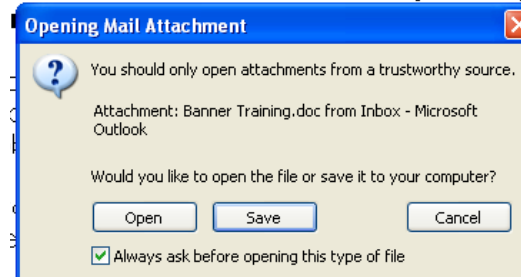 Opening Mail Attachment
You should only open attachments from a trustworthy source.
Attachment: Banner Training.doc from Inbox - Microsoft
Outlook
Would you like to open the file or save it to your computer?
Open Save Cancel
Always ask before opening this type of file